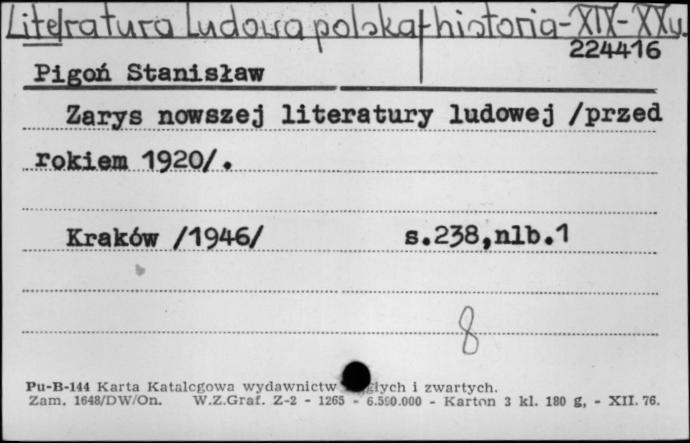 Literatura ludowa polska-historia-XIX-XXw.
224416
Pigoń Stanisław
Zarys nowszej literatury ludowej /przed
rokiem 1920/.
Kraków /1946/ s.238,nlb.1
8
Pu-B-144 Karta Katalogowa wydawnictw ciągłych i zwartych.
Zam. 1648/DW/On. W.Z.Graf. Z-2 - 1265 - 6.500.000 - Karton 3 kl. 180 g, - XII. 76.